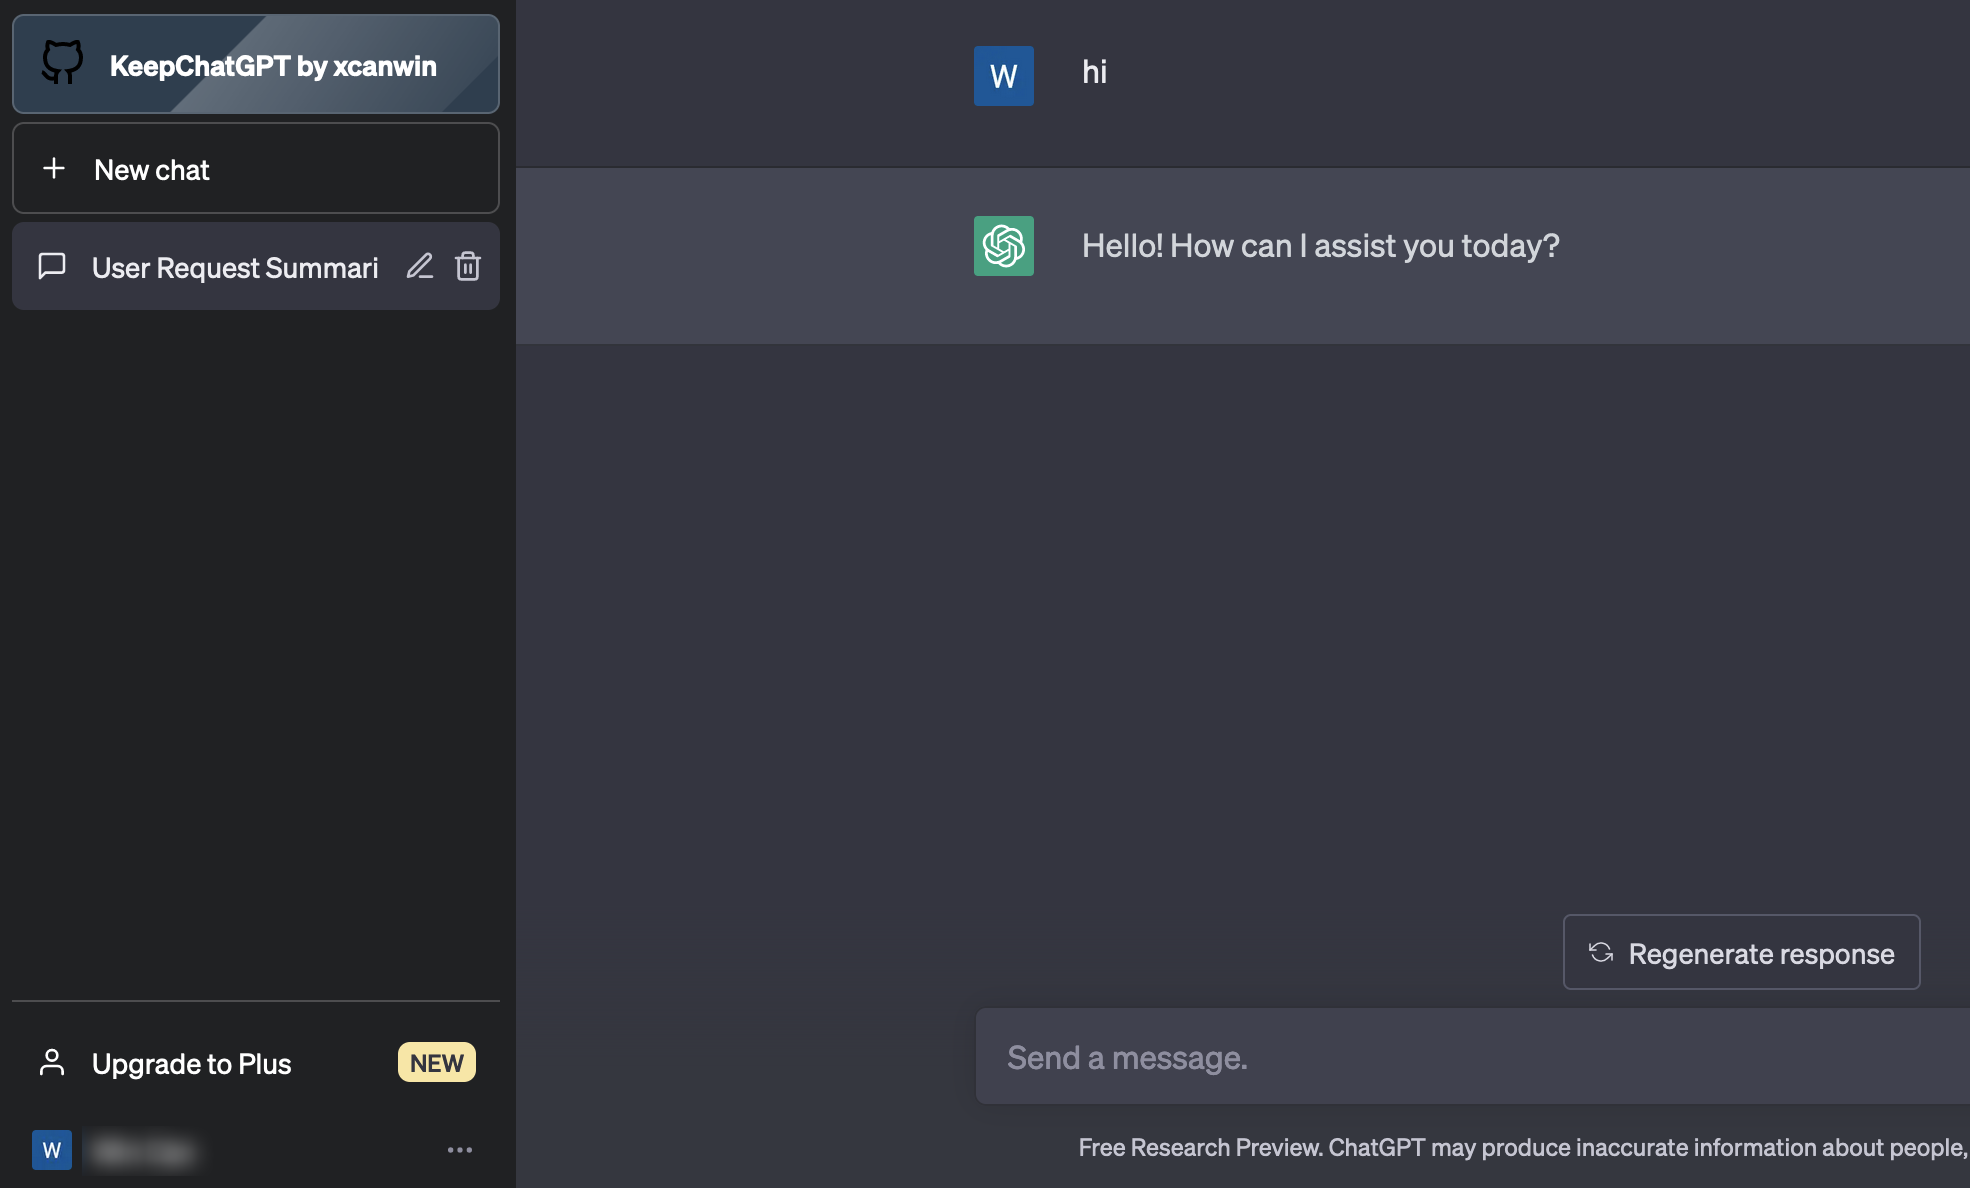 KeepChatGPT by xcanwin
New chat
User Request Summari
Upgrade to Plus NEW
W
W hi
Hello! How can I assist you today?
Regenerate response
Send a message.
Free Research Preview. ChatGPT may produce inaccurate information about people,